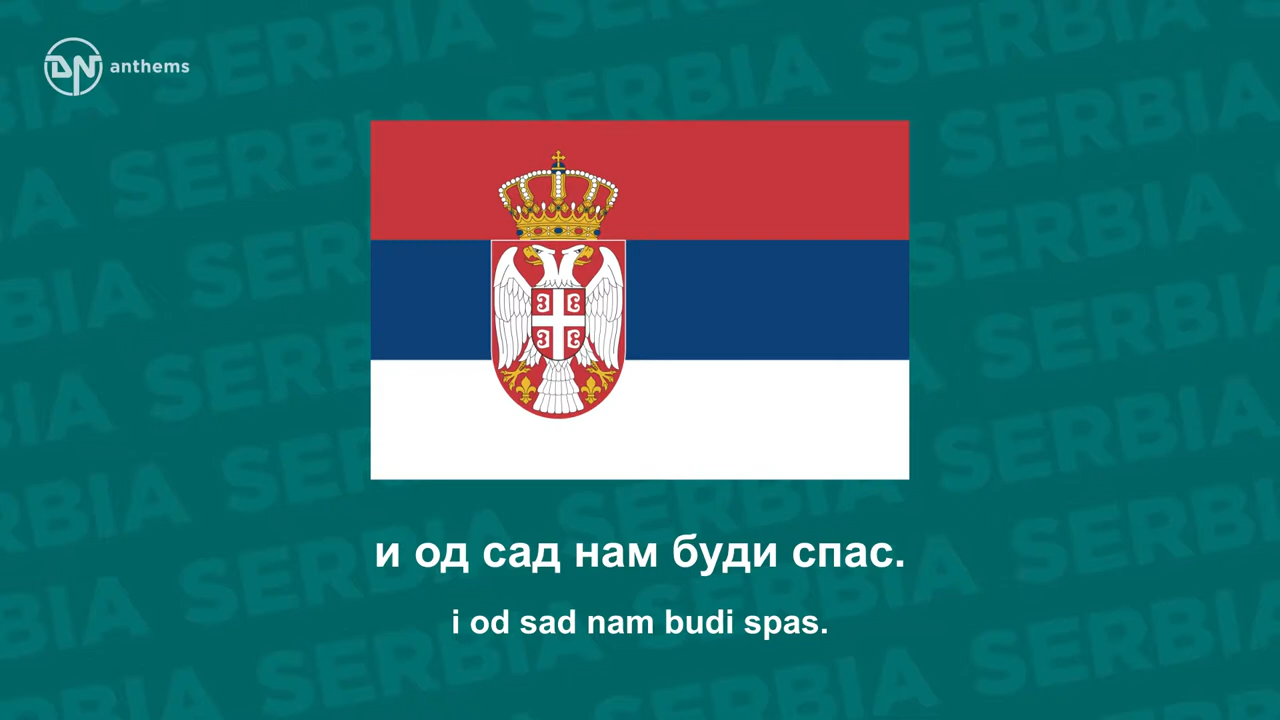 DN anthems
SERBIA
и од сад нам буди спас.
i od sad nam budi spas.